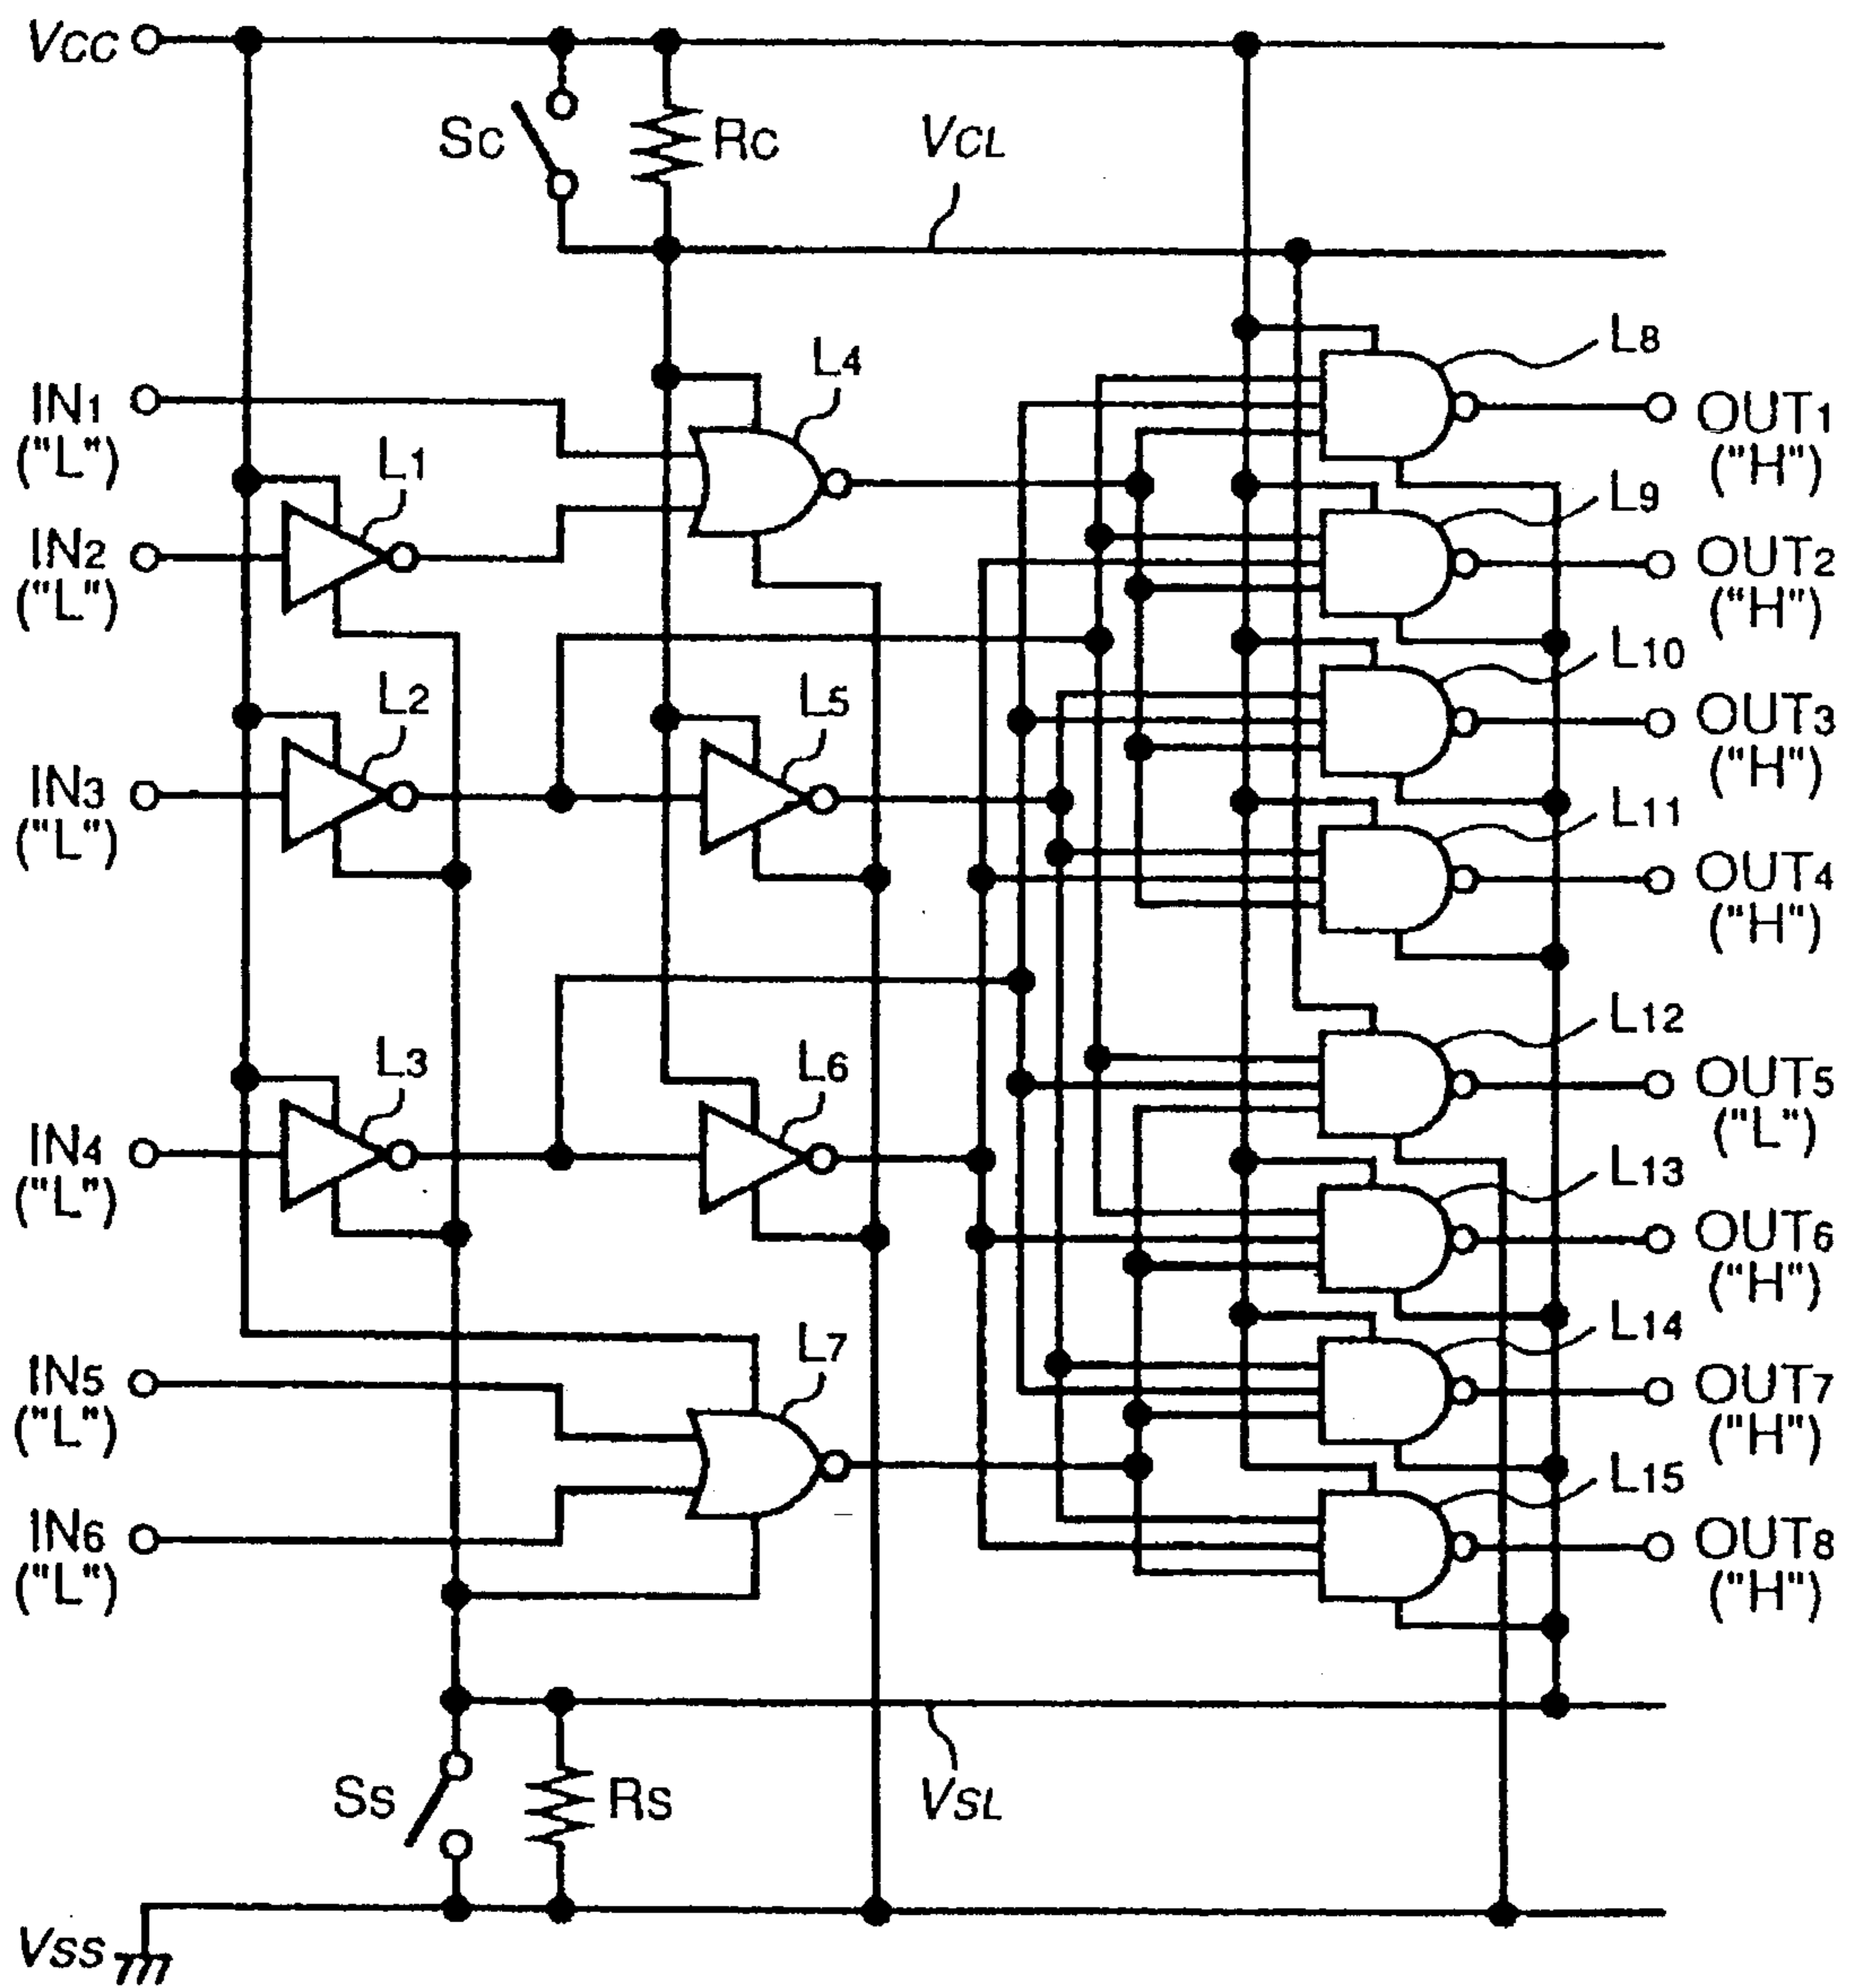 VCC
SC
RC
VCL
L8
L4
IN1
("L")
OUT1
("H")
L1
L9
IN2
("L")
OUT2
("H")
L10
L2
L5
IN3
("L")
OUT3
("H")
L11
OUT4
("H")
L12
L3
L6
IN4
("L")
OUT5
("L")
L13
OUT6
("H")
L14
L7
IN5
("L")
OUT7
("H")
L15
IN6
("L")
OUT8
("H")
SS
RS
VSL
VSS